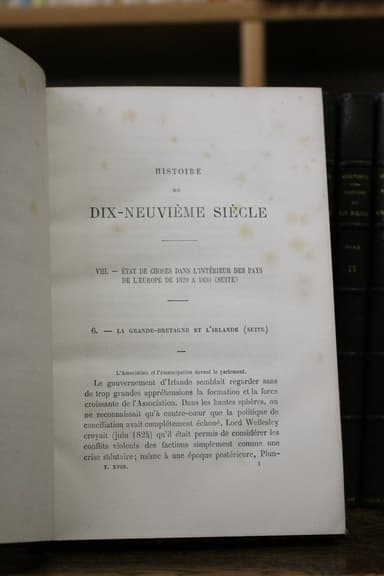 HISTOIRE
DU
DIX-NEUVIÈME SIÈCLE
VIII. — ÉTAT DE CHOSES DANS L'INTÉRIEUR DES PAYS
DE L'EUROPE DE 1820 A 1830 (SUITE)
6. — LA GRANDE-BRETAGNE ET L'IRLANDE (SUITE)
L'Association et l'émancipation devant le parlement.
Le gouvernement d'Irlande semblait regarder sans
de trop grandes appréhensions la formation et la force
croissante de l'Association. Dans les hautes sphères, on
ne reconnaissait qu'à contre-cœur que la politique de
conciliation avait complétement échoué. Lord Wellesley
croyait (juin 1824) qu'il était permis de considérer les
conflits violents des factions simplement comme une
crise salutaire; même à une époque postérieure, Plun-
T. XVIII. 1